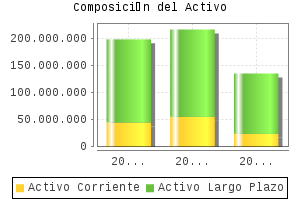 Composici▯n del Activo
200.000.000
150.000.000
100.000.000
50.000.000
0
20... 20... 20...
Activo Corriente Activo Largo Plazo